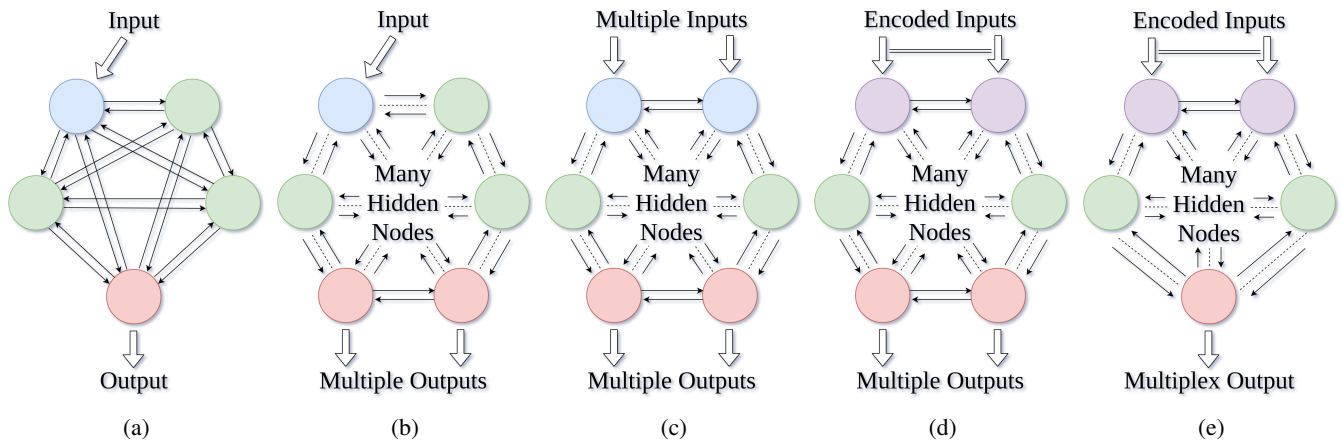 Input
Input
Multiple Inputs
Encoded Inputs
Encoded Inputs
Many
Hidden
Nodes
Many
Hidden
Nodes
Many
Hidden
Nodes
Many
Hidden
Nodes
Output
Multiple Outputs
Multiple Outputs
Multiple Outputs
Multiplex Output
(a)
(b)
(c)
(d)
(e)